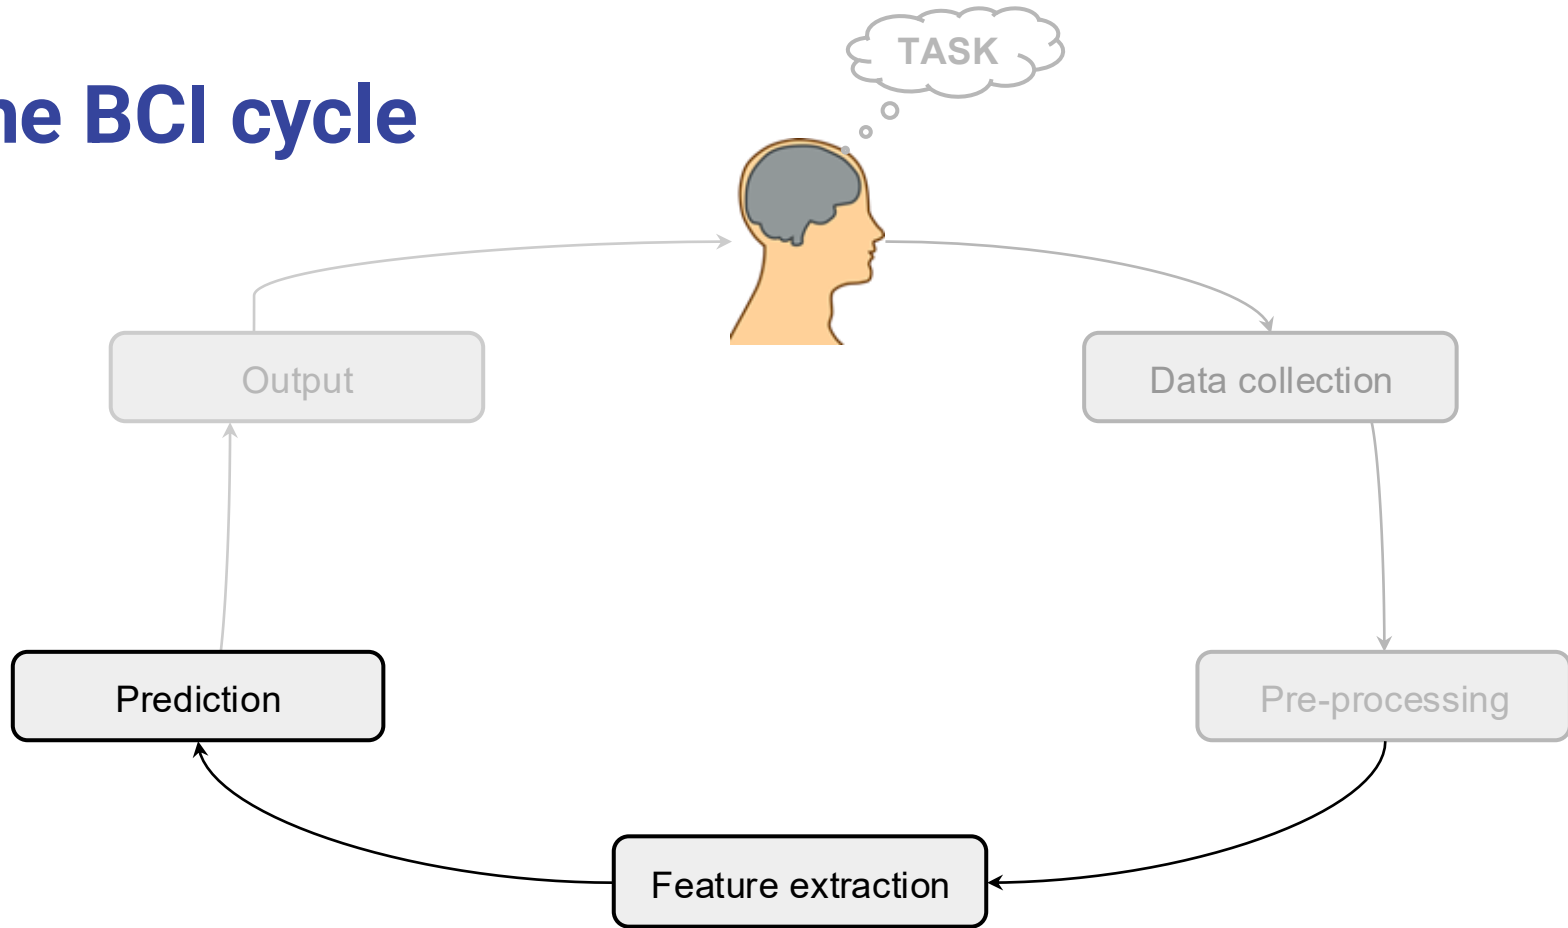 TASK
ne BCI cycle
Output
Data collection
Prediction
Pre-processing
Feature extraction